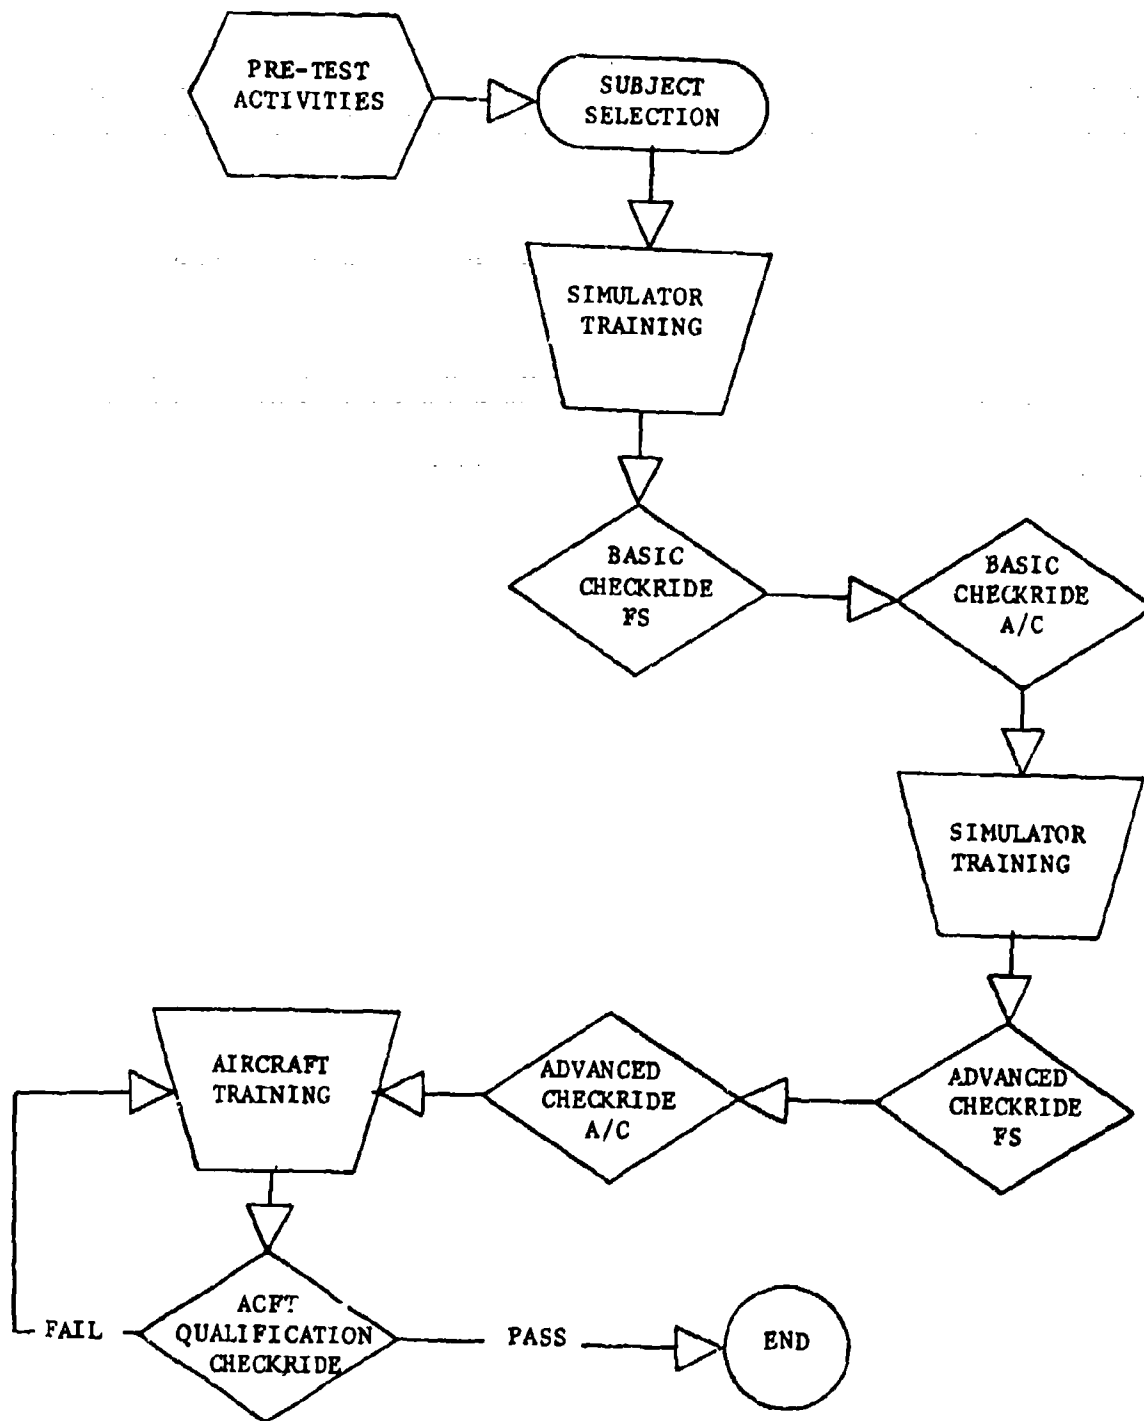 PRE-TEST
ACTIVITIES
SUBJECT
SELECTION
SIMULATOR
TRAINING
BASIC
CHECKRIDE
FS
BASIC
CHECKRIDE
A/C
SIMULATOR
TRAINING
ADVANCED
CHECKRIDE
FS
ADVANCED
CHECKRIDE
A/C
AIRCRAFT
TRAINING
ACFT
QUALIFICATION
CHECKRIDE
FAIL
PASS
END